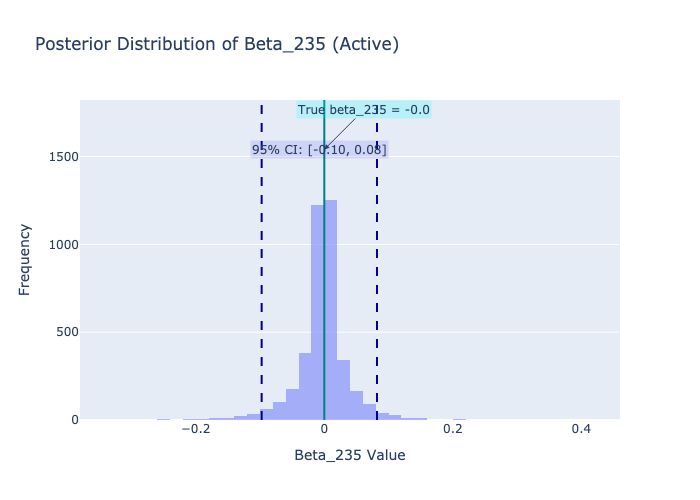 Posterior Distribution of Beta_235 (Active)
True beta_235 = -0.0
95% CI: [-0.10, 0.08]
1500
1000
500
0
Frequency
−0.2
0
0.2
0.4
Beta_235 Value